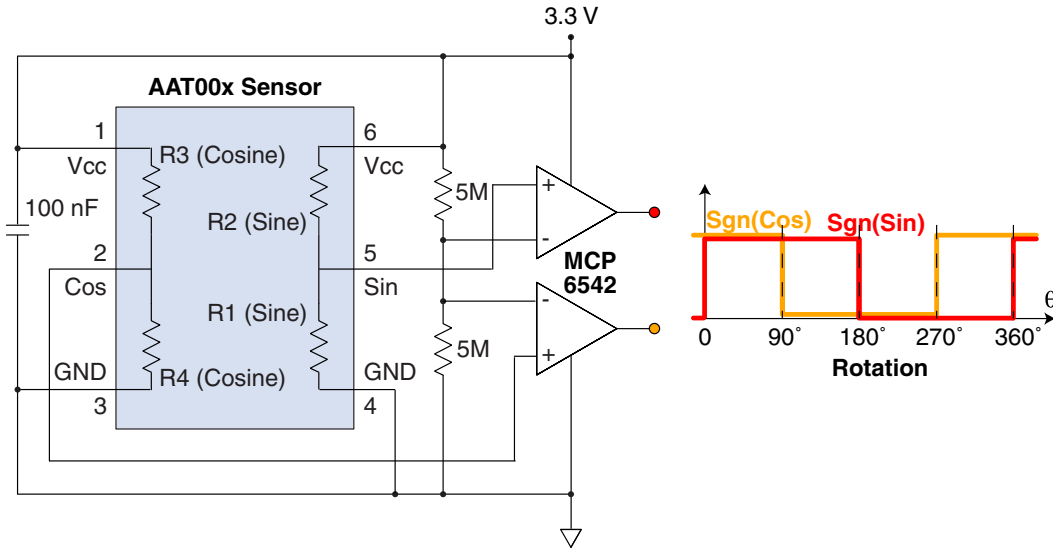 3.3 V
AAT00x Sensor
1
Vcc
R3 (Cosine)
6
Vcc
100 nF
R2 (Sine)
5M
+
-
2
Cos
5
Sin
MCP
6542
R1 (Sine)
-
+
5M
GND
3
R4 (Cosine)
GND
4
Sgn(Cos)
Sgn(Sin)
θ
0
90°
180°
270°
360°
Rotation